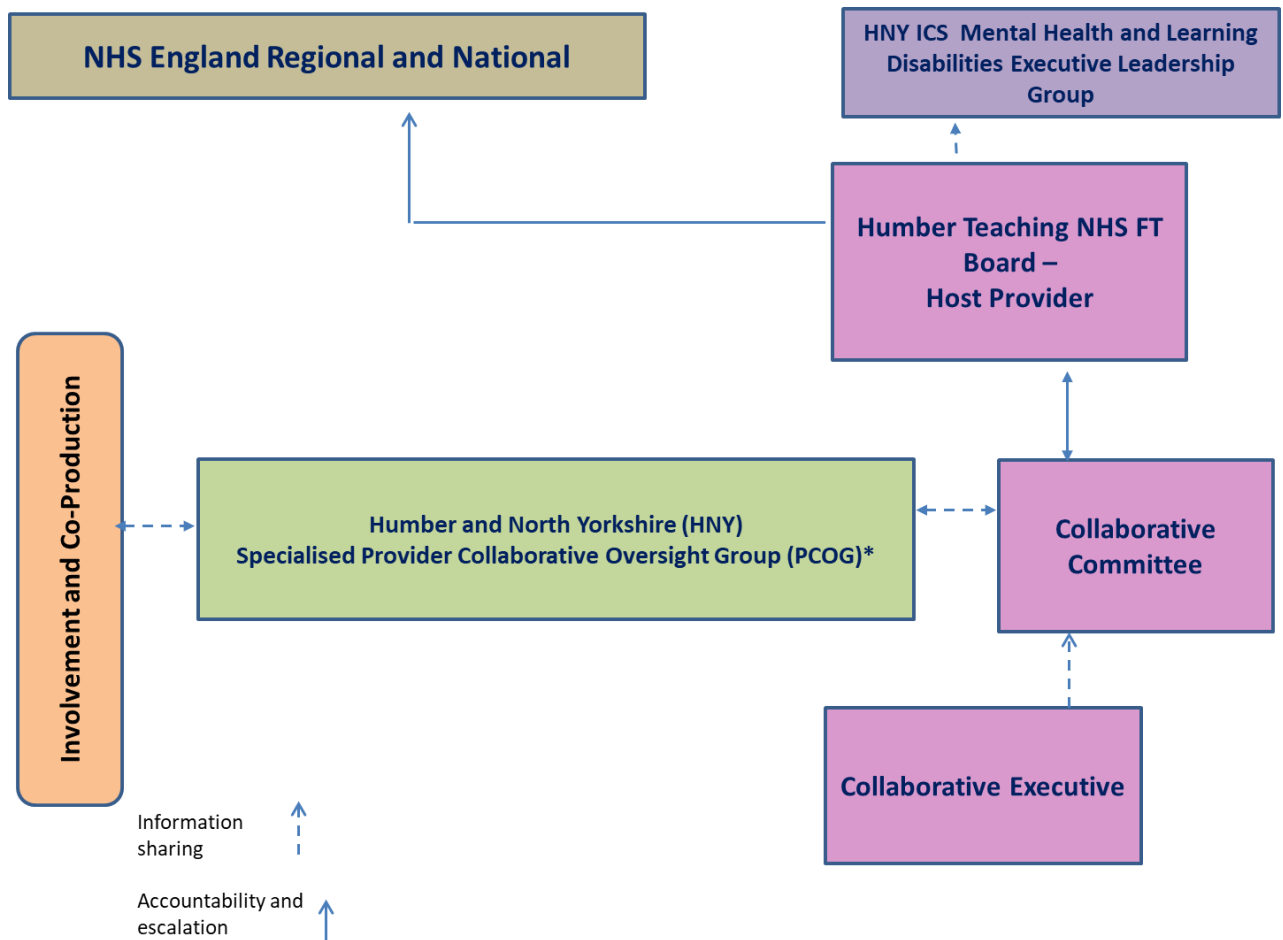 NHS England Regional and National
HNY ICS Mental Health and Learning
Disabilities Executive Leadership
Group
Humber Teaching NHS FT
Board –
Host Provider
Involvement and Co-Production
Humber and North Yorkshire (HNY)
Specialised Provider Collaborative Oversight Group (PCOG)*
Collaborative
Committee
Collaborative Executive
Information
sharing
Accountability and
escalation